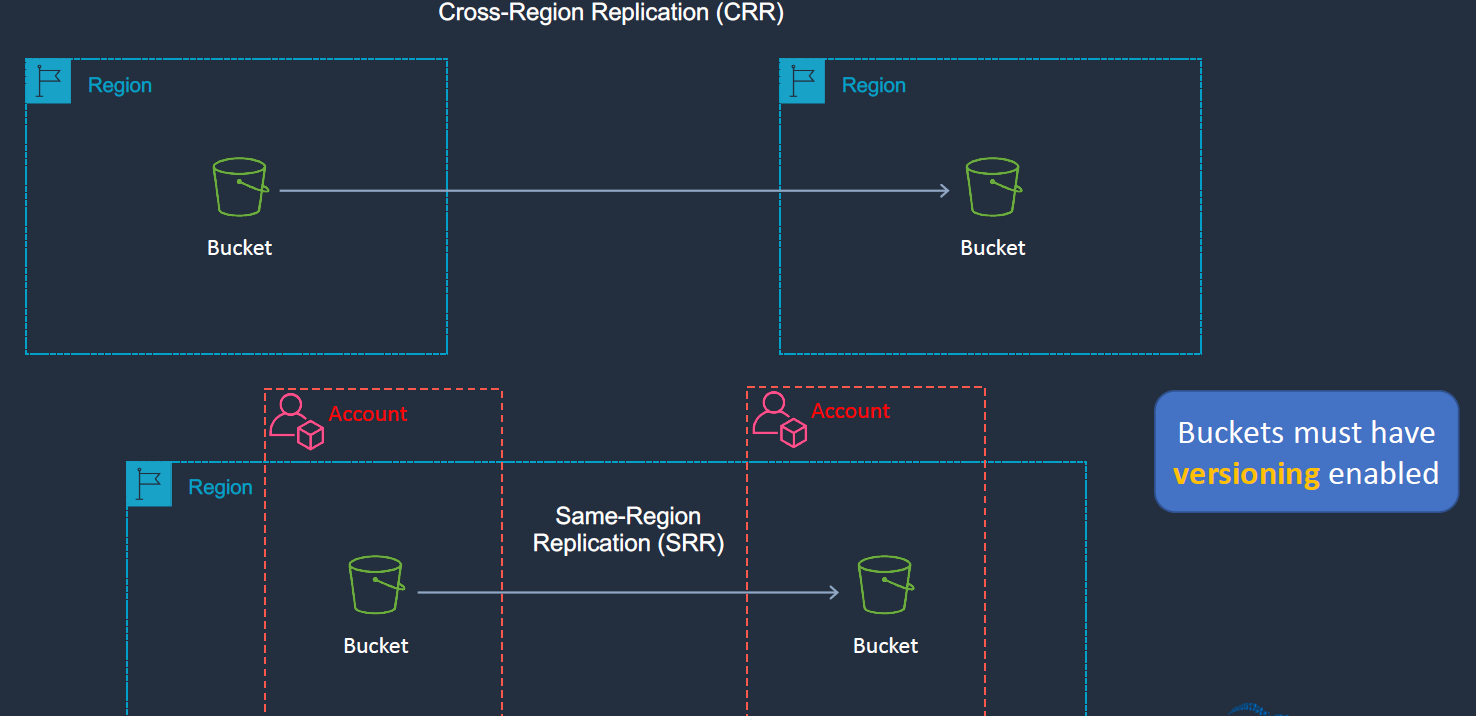 Cross-Region Replication (CRR)
Region
Region
Bucket
Bucket
Account
Account
Buckets must have
versioning enabled
Region
Same-Region
Replication (SRR)
Bucket
Bucket